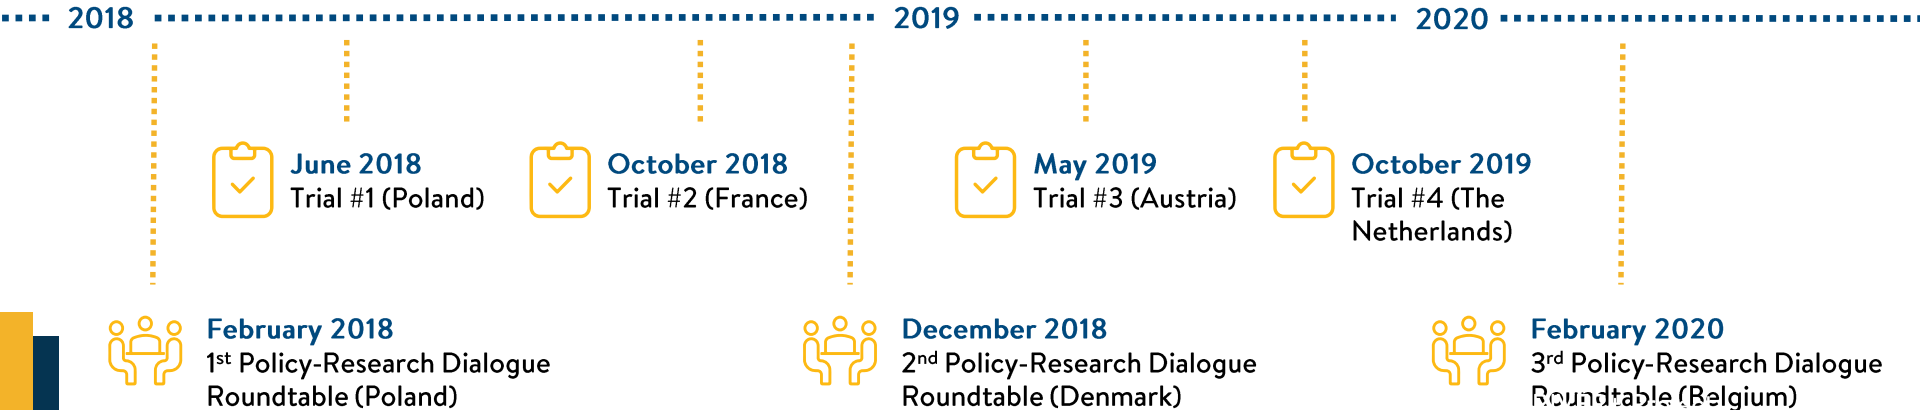 2018
2019
2020
June 2018
Trial #1 (Poland)
October 2018
Trial #2 (France)
May 2019
Trial #3 (Austria)
October 2019
Trial #4 (The
Netherlands)
February 2018
1st Policy-Research Dialogue
Roundtable (Poland)
December 2018
2nd Policy-Research Dialogue
Roundtable (Denmark)
February 2020
3rd Policy-Research Dialogue
Roundtable (Belgium)